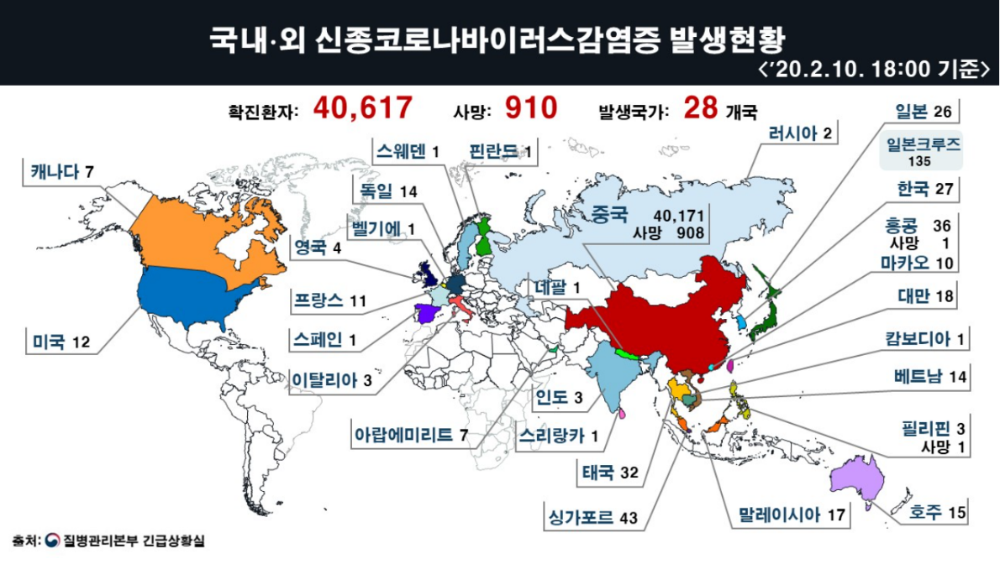 국내·외 신종코로나바이러스감염증 발생현황
<'20.2.10. 18:00 기준>
확진환자: 40,617 사망: 910 발생국가: 28 개국
일본 26
러시아 2
일본크루즈
135
스웨덴 1
핀란드 1
캐나다 7
독일 14
한국 27
중국 40,171
사망 908
벨기에 1
홍콩 36
사망 1
영국 4
마카오 10
네팔 1
대만 18
프랑스 11
미국 12
스페인 1
캄보디아 1
이탈리아 3
베트남 14
인도 3
아랍에미리트 7
스리랑카 1
필리핀 3
사망 1
태국 32
싱가포르 43
말레이시아 17
호주 15
출처: 질병관리본부 긴급상황실